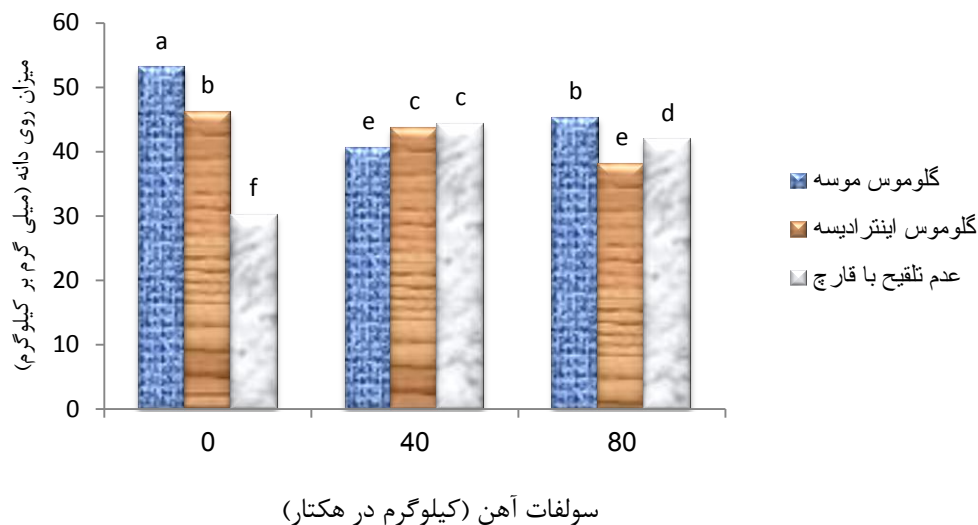 میزان روی دانه (میلی گرم بر کیلوگرم)
60
50
40
30
20
10
0
a
b
f
e
c
c
b
e
d
0
40
80
سولفات آهن (کیلوگرم در هکتار)
گلوموس موسه
گلوموس اینترادیسه
عدم تلقیح با قارچ